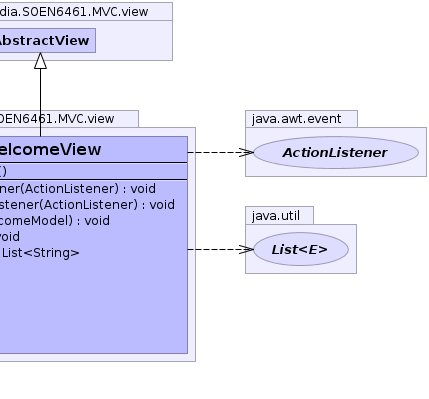 dia.SOEN6461.MVC.view
AbstractView
OEN6461.MVC.view
elcomeView
()
ner(ActionListener) : void
stener(ActionListener) : void
comeModel) : void
void
List<String>
java.awt.event
ActionListener
java.util
List<E>